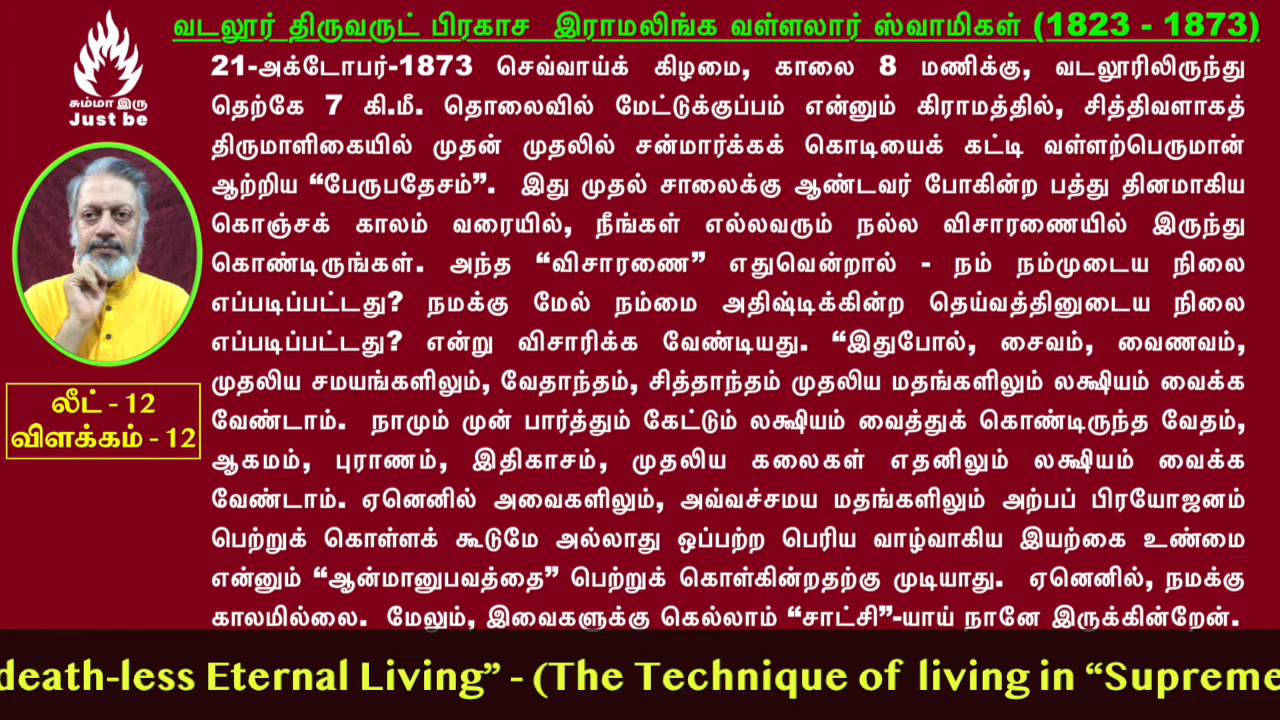 வடலூர் திருவருட் பிரகாச இராமலிங்க வள்ளலார் ஸ்வாமிகள் (1823 - 1873)
சும்மா இரு
Just be
21-அக்டோபர்-1873 செவ்வாய்க் கிழமை, காலை 8 மணிக்கு, வடலூரிலிருந்து
தெற்கே 7 கி.மீ. தொலைவில் மேட்டுக்குப்பம் என்னும் கிராமத்தில், சித்திவளாகத்
திருமாளிகையில் முதன் முதலில் சன்மார்க்கக் கொடியைக் கட்டி வள்ளற்பெருமான்
ஆற்றிய “பேருபதேசம்”. இது முதல் சாலைக்கு ஆண்டவர் போகின்ற பத்து தினமாகிய
கொஞ்சக் காலம் வரையில், நீங்கள் எல்லவரும் நல்ல விசாரணையில் இருந்து
கொண்டிருங்கள். அந்த “விசாரணை” எதுவென்றால் - நம் நம்முடைய நிலை
எப்படிப்பட்டது? நமக்கு மேல் நம்மை அதிஷ்டிக்கின்ற தெய்வத்தினுடைய நிலை
எப்படிப்பட்டது? என்று விசாரிக்க வேண்டியது. “இதுபோல், சைவம், வைணவம்,
முதலிய சமயங்களிலும், வேதாந்தம், சித்தாந்தம் முதலிய மதங்களிலும் லக்ஷியம் வைக்க
வேண்டாம். நாமும் முன் பார்த்தும் கேட்டும் லக்ஷியம் வைத்துக் கொண்டிருந்த வேதம்,
ஆகமம், புராணம், இதிகாசம், முதலிய கலைகள் எதனிலும் லக்ஷியம் வைக்க
வேண்டாம். ஏனெனில் அவைகளிலும், அவ்வச்சமய மதங்களிலும் அற்பப் பிரயோஜனம்
பெற்றுக் கொள்ளக் கூடுமே அல்லாது ஒப்பற்ற பெரிய வாழ்வாகிய இயற்கை உண்மை
என்னும் “ஆன்மானுபவத்தை” பெற்றுக் கொள்கின்றதற்கு முடியாது. ஏனெனில், நமக்கு
காலமில்லை. மேலும், இவைகளுக்கு கெல்லாம் “சாட்சி”-யாய் நானே இருக்கின்றேன்.
லீட் - 12
விளக்கம் - 12
death-less Eternal Living” - (The Technique of living in “Supreme